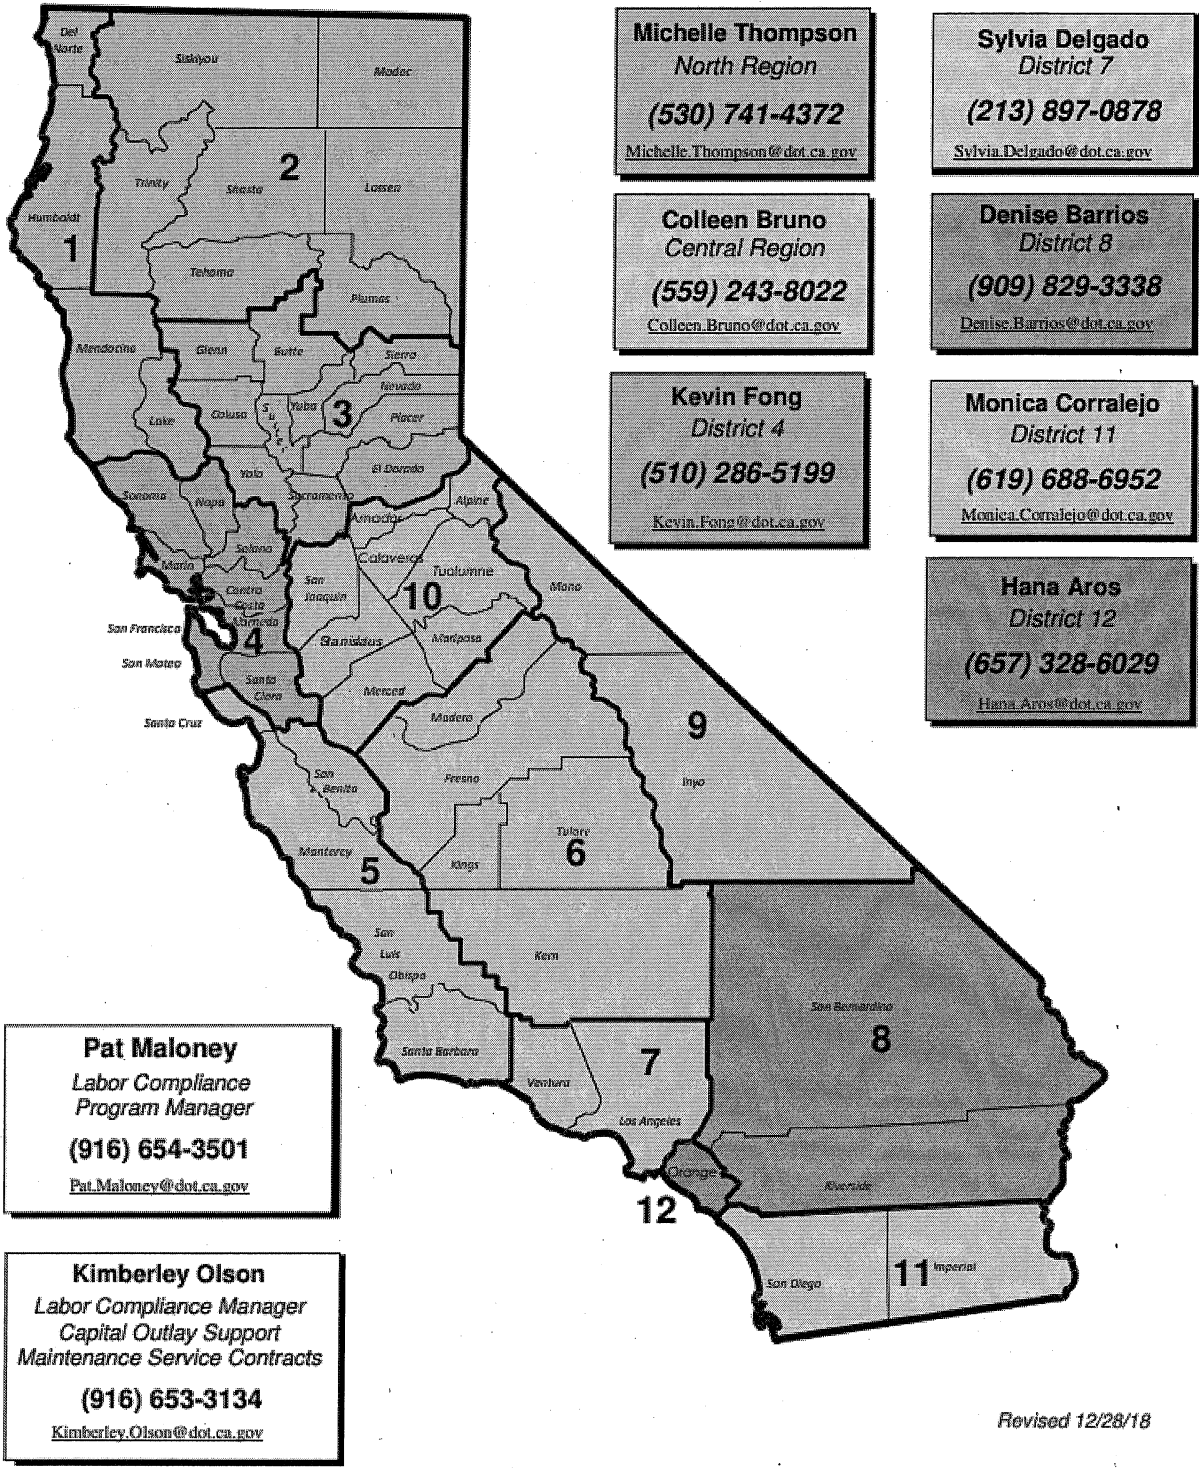 Michelle Thompson
North Region
(530) 741-4372
Michelle.Thompson@dot.ca.gov
Sylvia Delgado
District 7
(213) 897-0878
Sylvia.Delgado@dot.ca.gov
Colleen Bruno
Central Region
(559) 243-8022
Colleen.Bruno@dot.ca.gov
Denise Barrios
District 8
(909) 829-3338
Denise.Barrios@dot.ca.gov
Kevin Fong
District 4
(510) 286-5199
Kevin.Fong@dot.ca.gov
Monica Corralejo
District 11
(619) 688-6952
Monica.Corralejo@dot.ca.gov
Hana Aros
District 12
(657) 328-6029
Hana.Aros@dot.ca.gov
Del
Norte
Siskiyou
Modoc
Trinity
2
Shasta
Lassen
Humboldt
1
Tehama
Plumas
Mendocino
Glenn
Butte
Sierra
Nevada
Lake
Colusa
Sutter
Yuba
3
Placer
Yolo
El Dorado
Sonoma
Napa
Sacramento
Alpine
Amador
Solano
Marin
Calaveras
Tuolumne
Contra
Costa
San
Joaquin
10
Mono
San Francisco
Alameda
4
Stanislaus
Mariposa
San Mateo
Santa
Clara
Merced
Santa Cruz
Madera
9
San
Benito
Fresno
Inyo
Tulare
6
Monterey
5
Kings
San
Luis
Obispo
Kern
San Bernardino
8
Santa Barbara
7
Ventura
Los Angeles
Orange
12
Riverside
San Diego
11
Imperial
Pat Maloney
Labor Compliance
Program Manager
(916) 654-3501
Pat.Maloney@dot.ca.gov
Kimberley Olson
Labor Compliance Manager
Capital Outlay Support
Maintenance Service Contracts
(916) 653-3134
Kimberley.Olson@dot.ca.gov
Revised 12/28/18